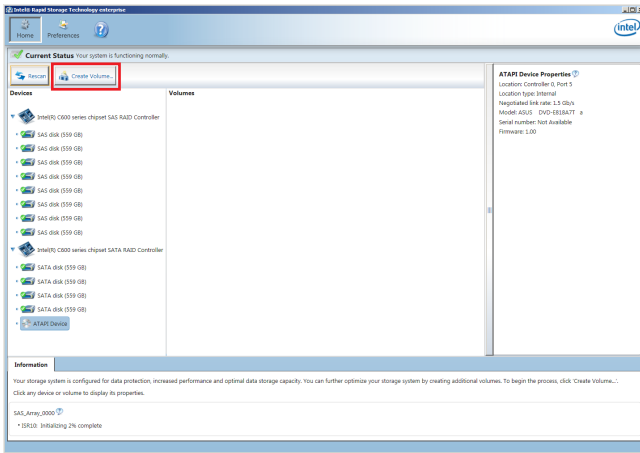 Intel® Rapid Storage Technology enterprise
Home
Preferences
?
intel
Current Status Your system is functioning normally.
Rescan
Create Volume...
Devices
Volumes
Intel(R) C600 series chipset SAS RAID Controller
SAS disk (559 GB)
SAS disk (559 GB)
SAS disk (559 GB)
SAS disk (559 GB)
SAS disk (559 GB)
SAS disk (559 GB)
SAS disk (559 GB)
SAS disk (559 GB)
Intel(R) C600 series chipset SATA RAID Controller
SATA disk (559 GB)
SATA disk (559 GB)
SATA disk (559 GB)
SATA disk (559 GB)
ATAPI Device
ATAPI Device Properties ?
Location: Controller 0, Port 5
Location type: Internal
Negotiated link rate: 1.5 Gb/s
Model: ASUS DVD-E818A7T a
Serial number: Not Available
Firmware: 1.00
Information
Your storage system is configured for data protection, increased performance and optimal data storage capacity. You can further optimize your storage system by creating additional volumes. To begin the process, click 'Create Volume...'.
Click any device or volume to display its properties.
SAS_Array_0000 ?
• ISR10: Initializing 2% complete